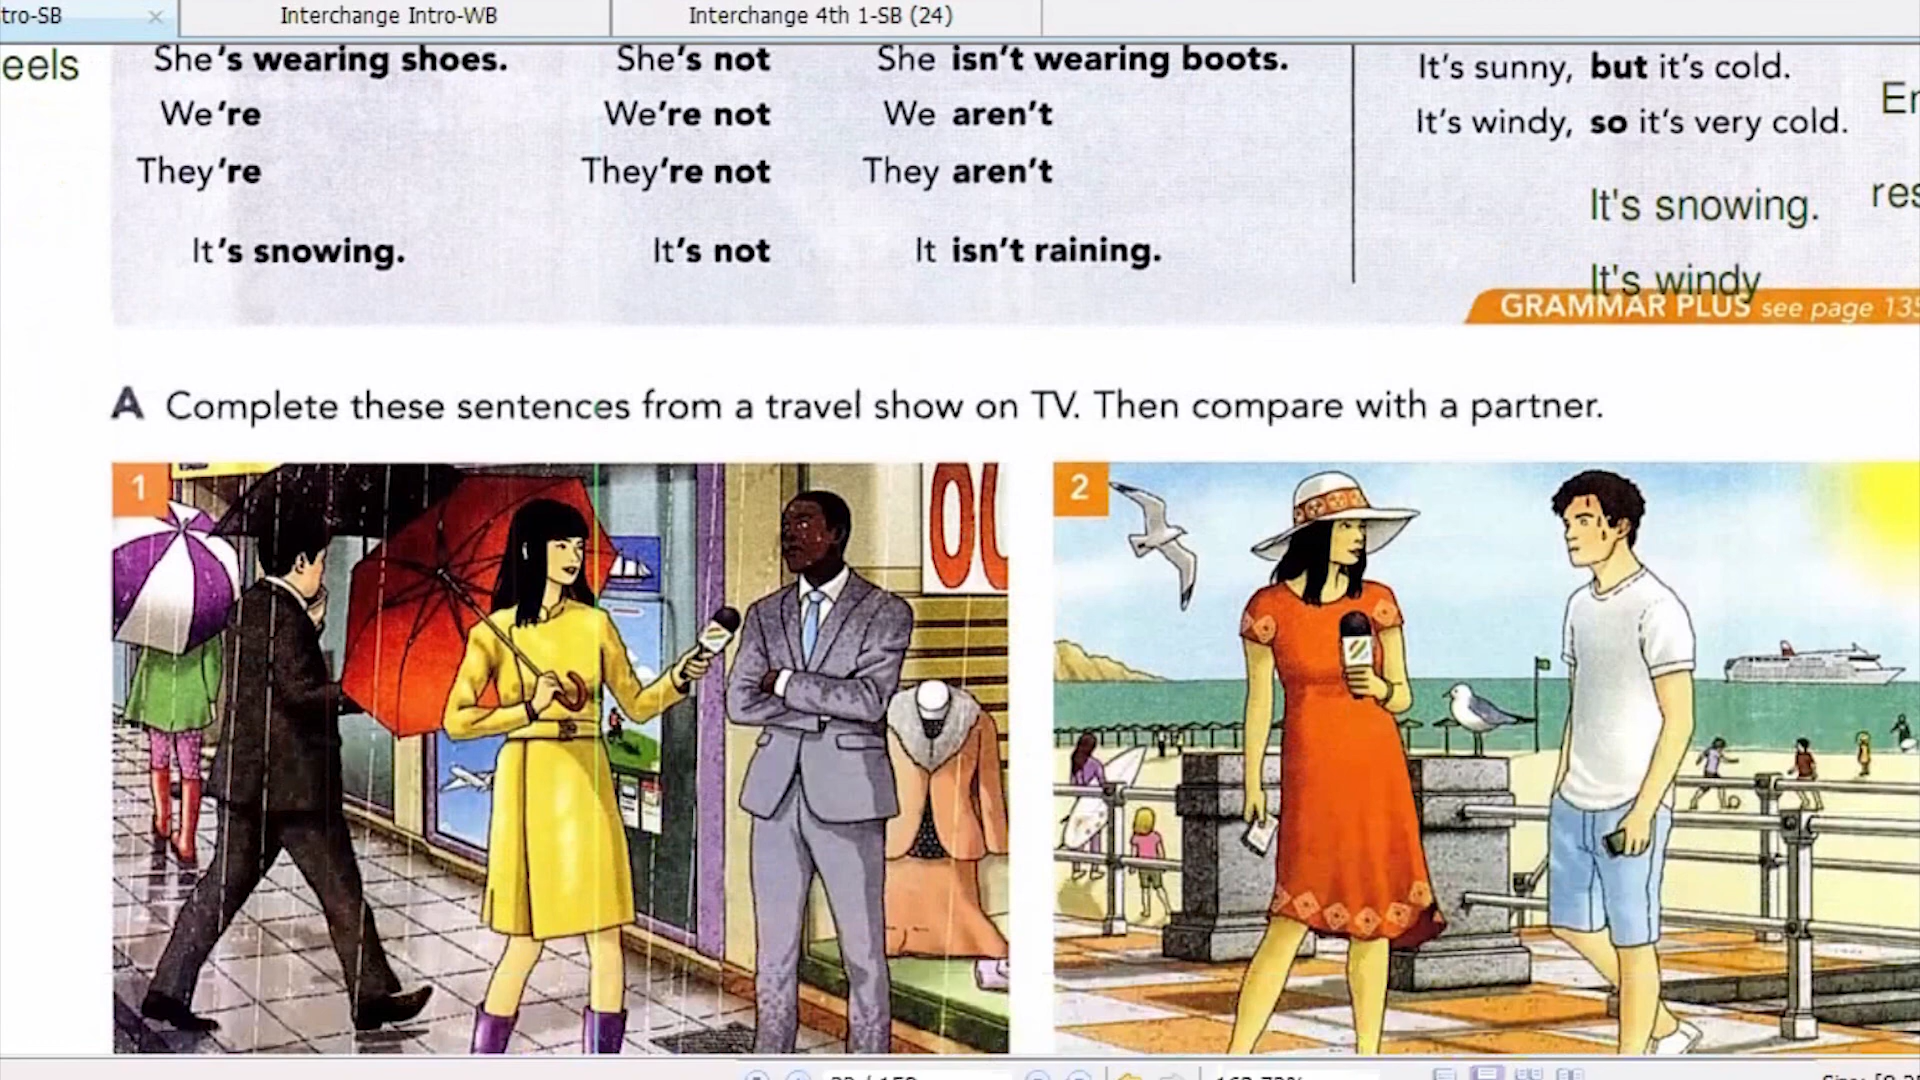 tro-SB
Interchange Intro-WB
Interchange 4th 1-SB (24)
eels
She's wearing shoes. She's not She isn't wearing boots.
We're We're not We aren't
They're They're not They aren't
It's snowing. It's not It isn't raining.
It's sunny, but it's cold.
It's windy, so it's very cold.
It's snowing.
It's windy
En
res
GRAMMAR PLUS see page 135
A Complete these sentences from a travel show on TV. Then compare with a partner.
1
OU
2